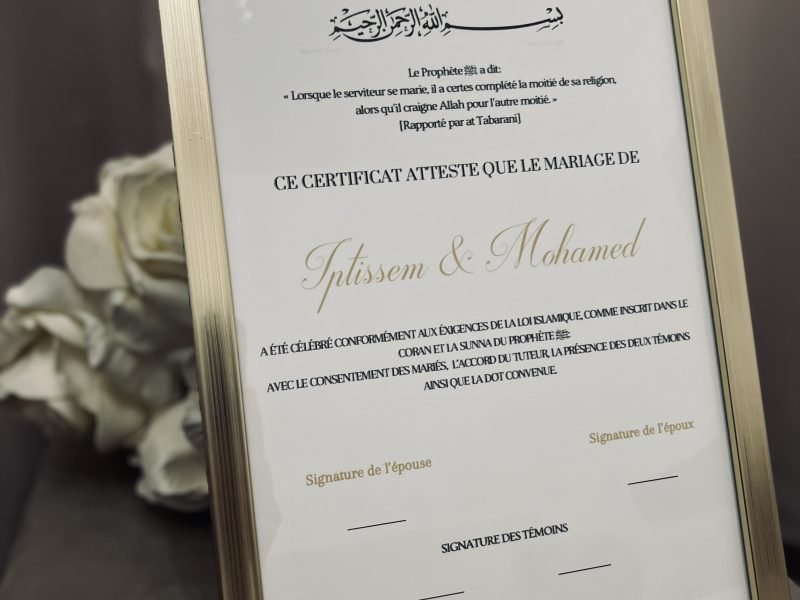 بسم الله الرحمن الرحيم
Le Prophète ﷺ a dit:
« Lorsque le serviteur se marie, il a certes complété la moitié de sa religion,
alors qu'il craigne Allah pour l'autre moitié. »
[Rapporté par at Tabarani]
CE CERTIFICAT ATTESTE QUE LE MARIAGE DE
Iptissem & Mohamed
A ÉTÉ CÉLÉBRÉ CONFORMÉMENT AUX ÉXIGENCES DE LA LOI ISLAMIQUE, COMME INSCRIT DANS LE
CORAN ET LA SUNNA DU PROPHÈTE ﷺ.
AVEC LE CONSENTEMENT DES MARIÉS, L'ACCORD DU TUTEUR, LA PRÉSENCE DES DEUX TÉMOINS
AINSI QUE LA DOT CONVENUE.
Signature de l'épouse
Signature de l'époux
SIGNATURE DES TÉMOINS